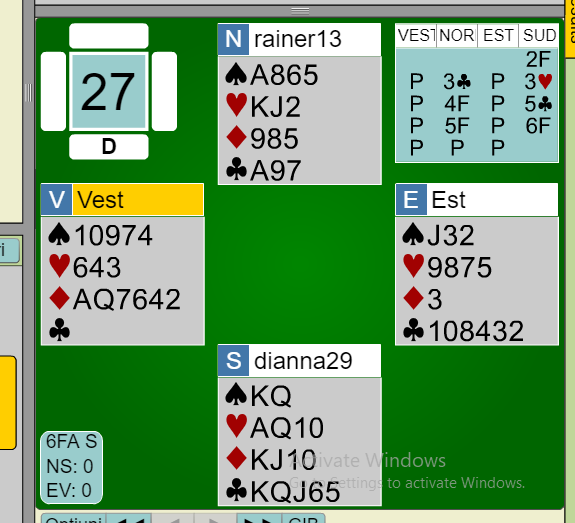 27
D
N rainer13
♠A865
♥KJ2
♦985
♣A97
VEST NOR EST SUD
2F
P 3♣ P 3♥
P 4F P 5♣
P 5F P 6F
P P P
V Vest
♠10974
♥643
♦AQ7642
♣
E Est
♠J32
♥9875
♦3
♣108432
S dianna29
♠KQ
♥AQ10
♦KJ10
♣KQJ65
6FA S
NS: 0
EV: 0
Activate Windows
Go to Settings to activate Windows.
Optiuni GIB